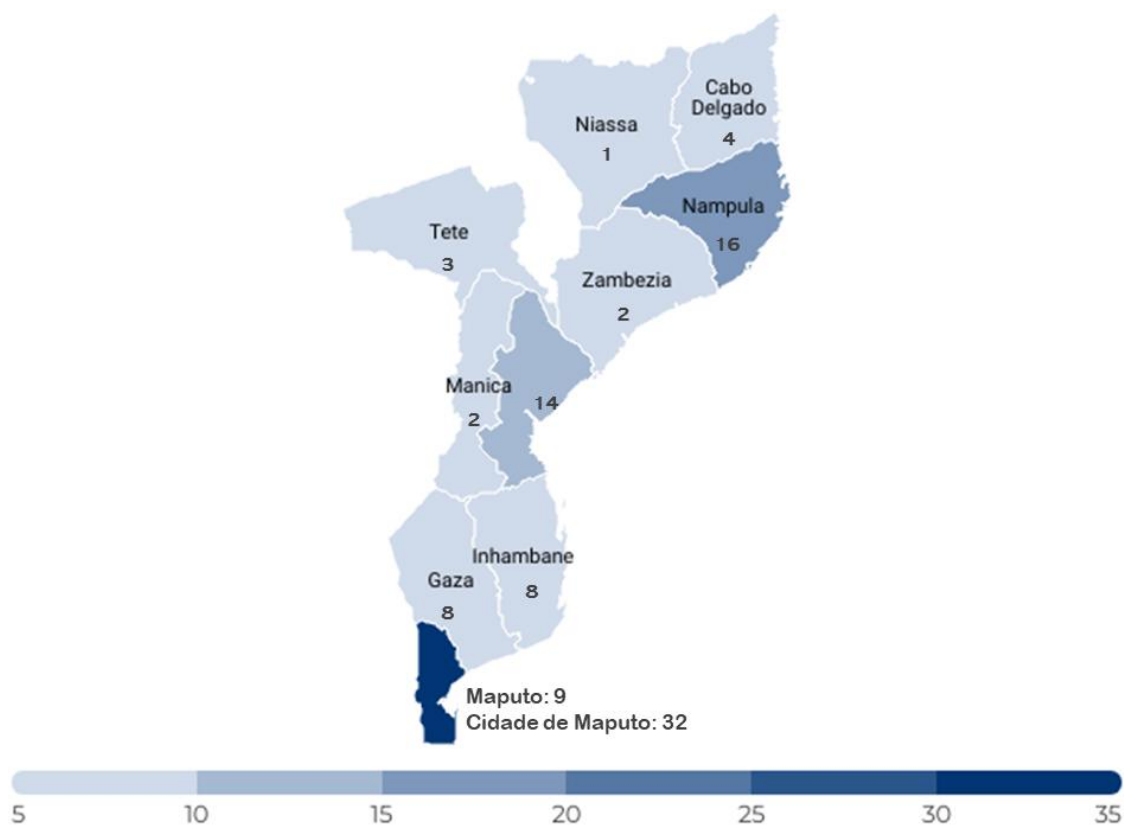 Cabo
Delgado
4
Niassa
1
Nampula
16
Tete
3
Zambezia
2
Manica
2
14
Inhambane
8
Gaza
8
Maputo: 9
Cidade de Maputo: 32
5 10 15 20 25 30 35